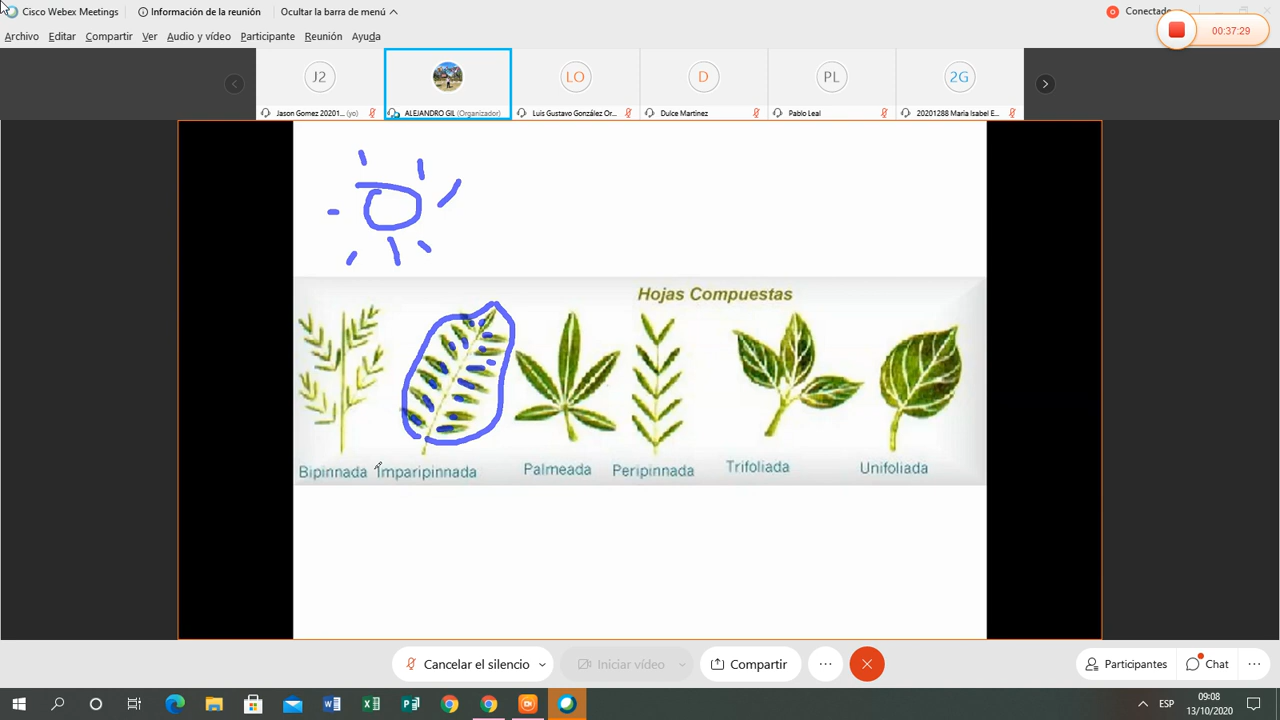 Cisco Webex Meetings
Información de la reunión
Ocultar la barra de menú
Conectado
00:37:29
Archivo Editar Compartir Ver Audio y vídeo Participante Reunión Ayuda
J2 LO D PL 2G
Jason Gomez 20201... (yo) ALEJANDRO GIL (Organizador) Luis Gustavo González Or... Dulce Martinez Pablo Leal 20201288 Maria Isabel E...
Hojas Compuestas
Bipinnada Imparipinnada Palmeada Peripinnada Trifoliada Unifoliada
Cancelar el silencio Iniciar vídeo Compartir Participantes Chat
ESP
09:08
13/10/2020